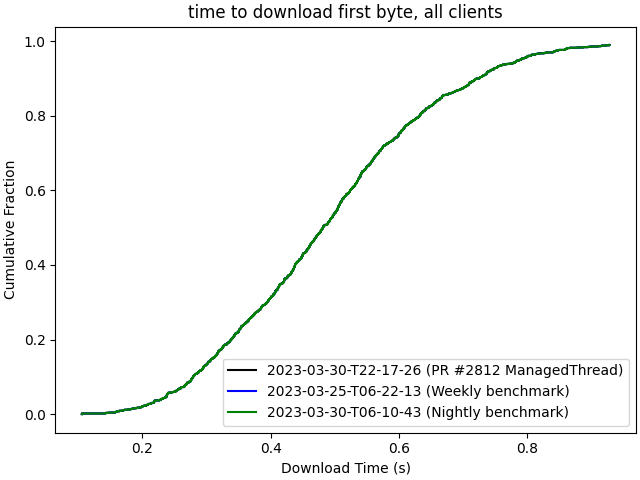 time to download first byte, all clients
1.0
0.8
0.6
0.4
0.2
0.0
Cumulative Fraction
2023-03-30-T22-17-26 (PR #2812 ManagedThread)
2023-03-25-T06-22-13 (Weekly benchmark)
2023-03-30-T06-10-43 (Nightly benchmark)
0.2 0.4 0.6 0.8
Download Time (s)